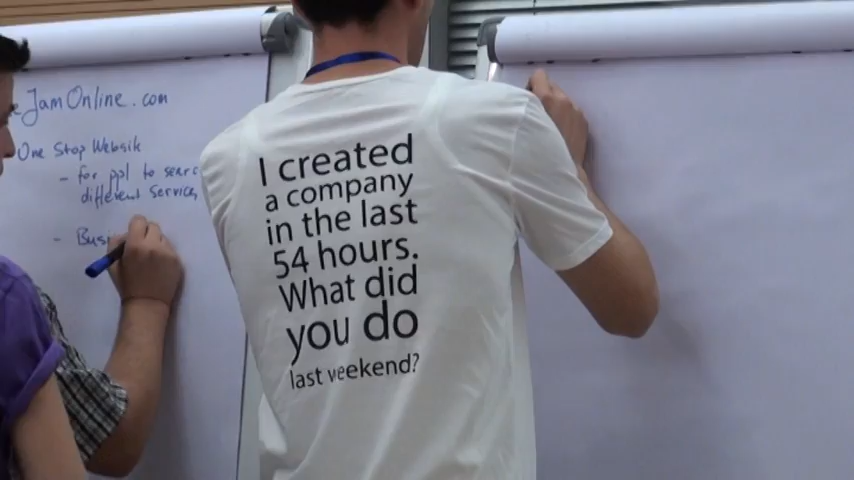 JamOnline.com
One Stop Websik
- for ppl to searc
different Service
- Busi
I created
a company
in the last
54 hours.
What did
you do
last weekend?